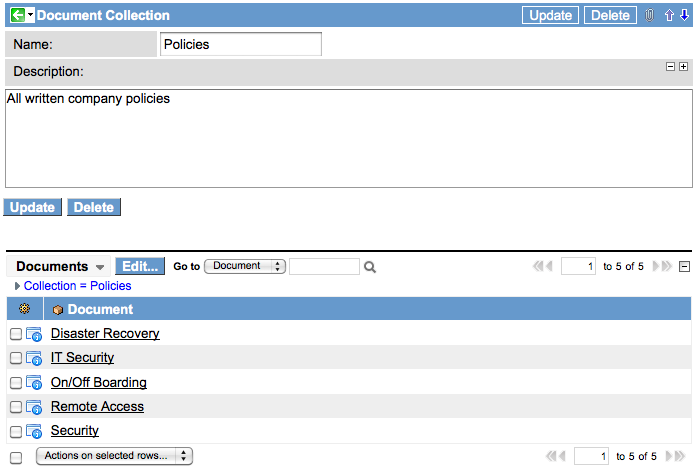 Document Collection Update Delete
Name: Policies
Description:
All written company policies
Update Delete
Documents Edit... Go to Document 1 to 5 of 5
Collection = Policies
Document
Disaster Recovery
IT Security
On/Off Boarding
Remote Access
Security
Actions on selected rows... 1 to 5 of 5